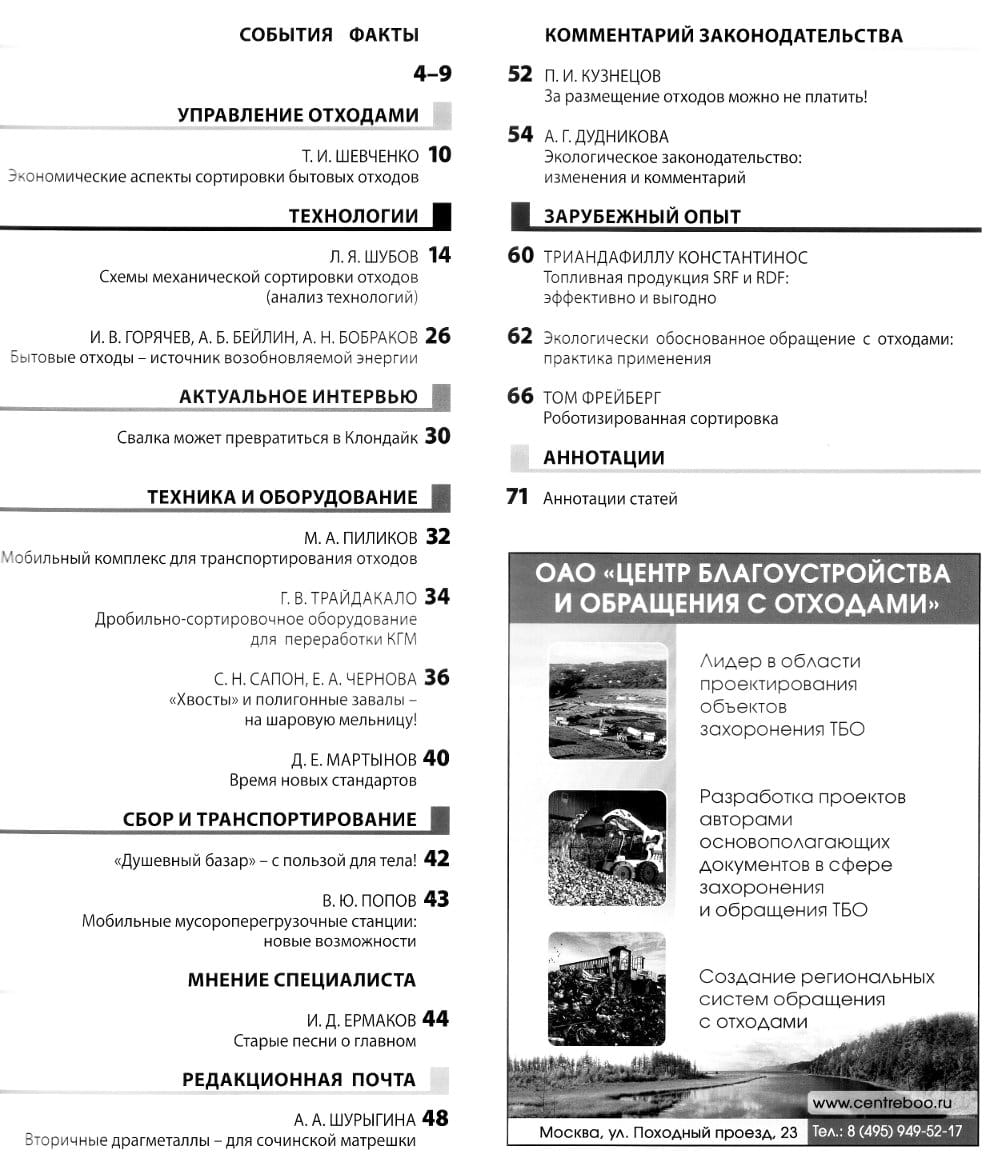 СОБЫТИЯ ФАКТЫ
4–9
УПРАВЛЕНИЕ ОТХОДАМИ
Т. И. ШЕВЧЕНКО 10
Экономические аспекты сортировки бытовых отходов
ТЕХНОЛОГИИ
Л. Я. ШУБОВ 14
Схемы механической сортировки отходов
(анализ технологий)
И. В. ГОРЯЧЕВ, А. Б. БЕЙЛИН, А. Н. БОБРАКОВ 26
Бытовые отходы – источник возобновляемой энергии
АКТУАЛЬНОЕ ИНТЕРВЬЮ
Свалка может превратиться в Клондайк 30
ТЕХНИКА И ОБОРУДОВАНИЕ
М. А. ПИЛИКОВ 32
Мобильный комплекс для транспортирования отходов
Г. В. ТРАЙДАКАЛО 34
Дробильно-сортировочное оборудование
для переработки КГМ
С. Н. САПОН, Е. А. ЧЕРНОВА 36
«Хвосты» и полигонные завалы –
на шаровую мельницу!
Д. Е. МАРТЫНОВ 40
Время новых стандартов
СБОР И ТРАНСПОРТИРОВАНИЕ
«Душевный базар» – с пользой для тела! 42
В. Ю. ПОПОВ 43
Мобильные мусороперегрузочные станции:
новые возможности
МНЕНИЕ СПЕЦИАЛИСТА
И. Д. ЕРМАКОВ 44
Старые песни о главном
РЕДАКЦИОННАЯ ПОЧТА
А. А. ШУРЫГИНА 48
Вторичные драгметаллы – для сочинской матрешки
КОММЕНТАРИЙ ЗАКОНОДАТЕЛЬСТВА
52 П. И. КУЗНЕЦОВ
За размещение отходов можно не платить!
54 А. Г. ДУДНИКОВА
Экологическое законодательство:
изменения и комментарий
ЗАРУБЕЖНЫЙ ОПЫТ
60 ТРИАНДАФИЛЛУ КОНСТАНТИНОС
Топливная продукция SRF и RDF:
эффективно и выгодно
62 Экологически обоснованное обращение с отходами:
практика применения
66 ТОМ ФРЕЙБЕРГ
Роботизированная сортировка
АННОТАЦИИ
71 Аннотации статей
ОАО «ЦЕНТР БЛАГОУСТРОЙСТВА
И ОБРАЩЕНИЯ С ОТХОДАМИ»
Лидер в области
проектирования
объектов
захоронения ТБО
Разработка проектов
авторами
основополагающих
документов в сфере
захоронения
и обращения ТБО
Создание региональных
систем обращения
с отходами
www.centreboo.ru
Москва, ул. Походный проезд, 23 Тел.: 8 (495) 949-52-17